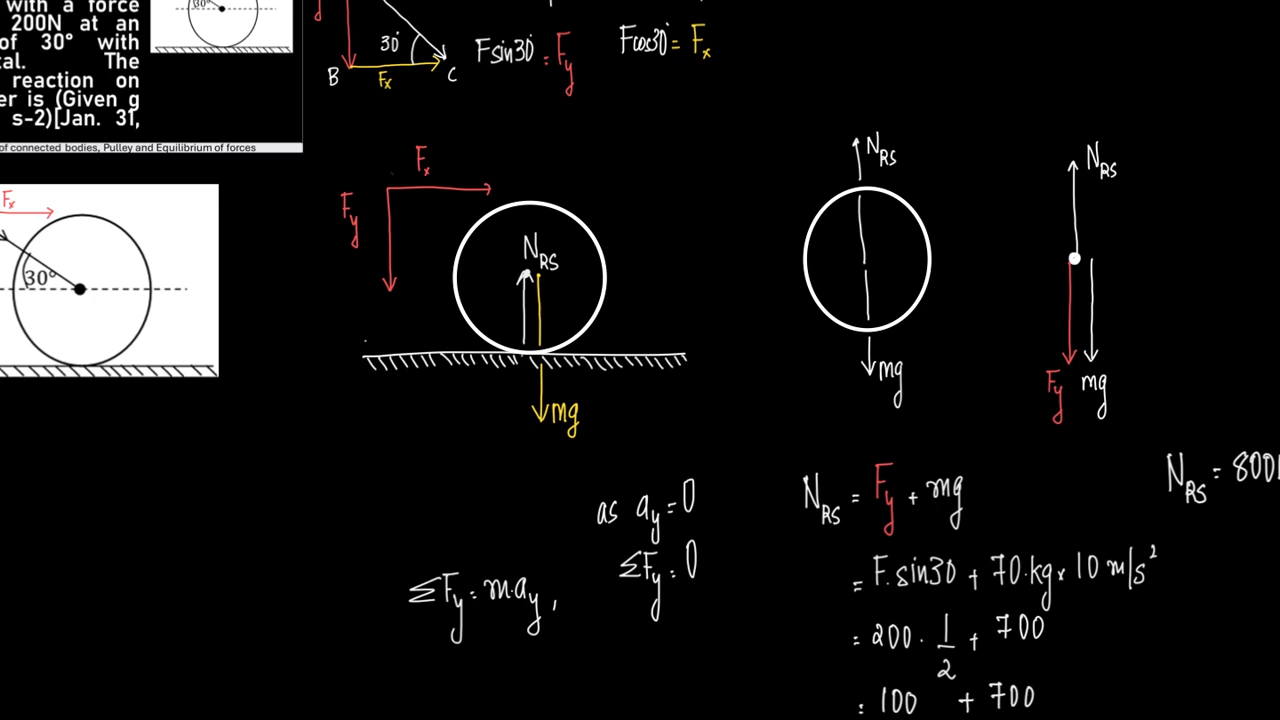 with a force
200N at an
of 30° with
tal. The
reaction on
er is (Given g
s-2)[Jan. 31,
of connected bodies, Pulley and Equilibrium of forces
30°
30°
B
Fx
C
y
Fsin30° = Fy
Fcos30° = Fx
Fx
30°
Fx
Fy
NRS
mg
NRS
mg
NRS
Fy
mg
as ay = 0
ΣFy = m.ay,
ΣFy = 0
NRS = Fy + mg
= F.sin30 + 70.kg × 10 m/s²
= 200 . 1/2 + 700
= 100 + 700
NRS = 800